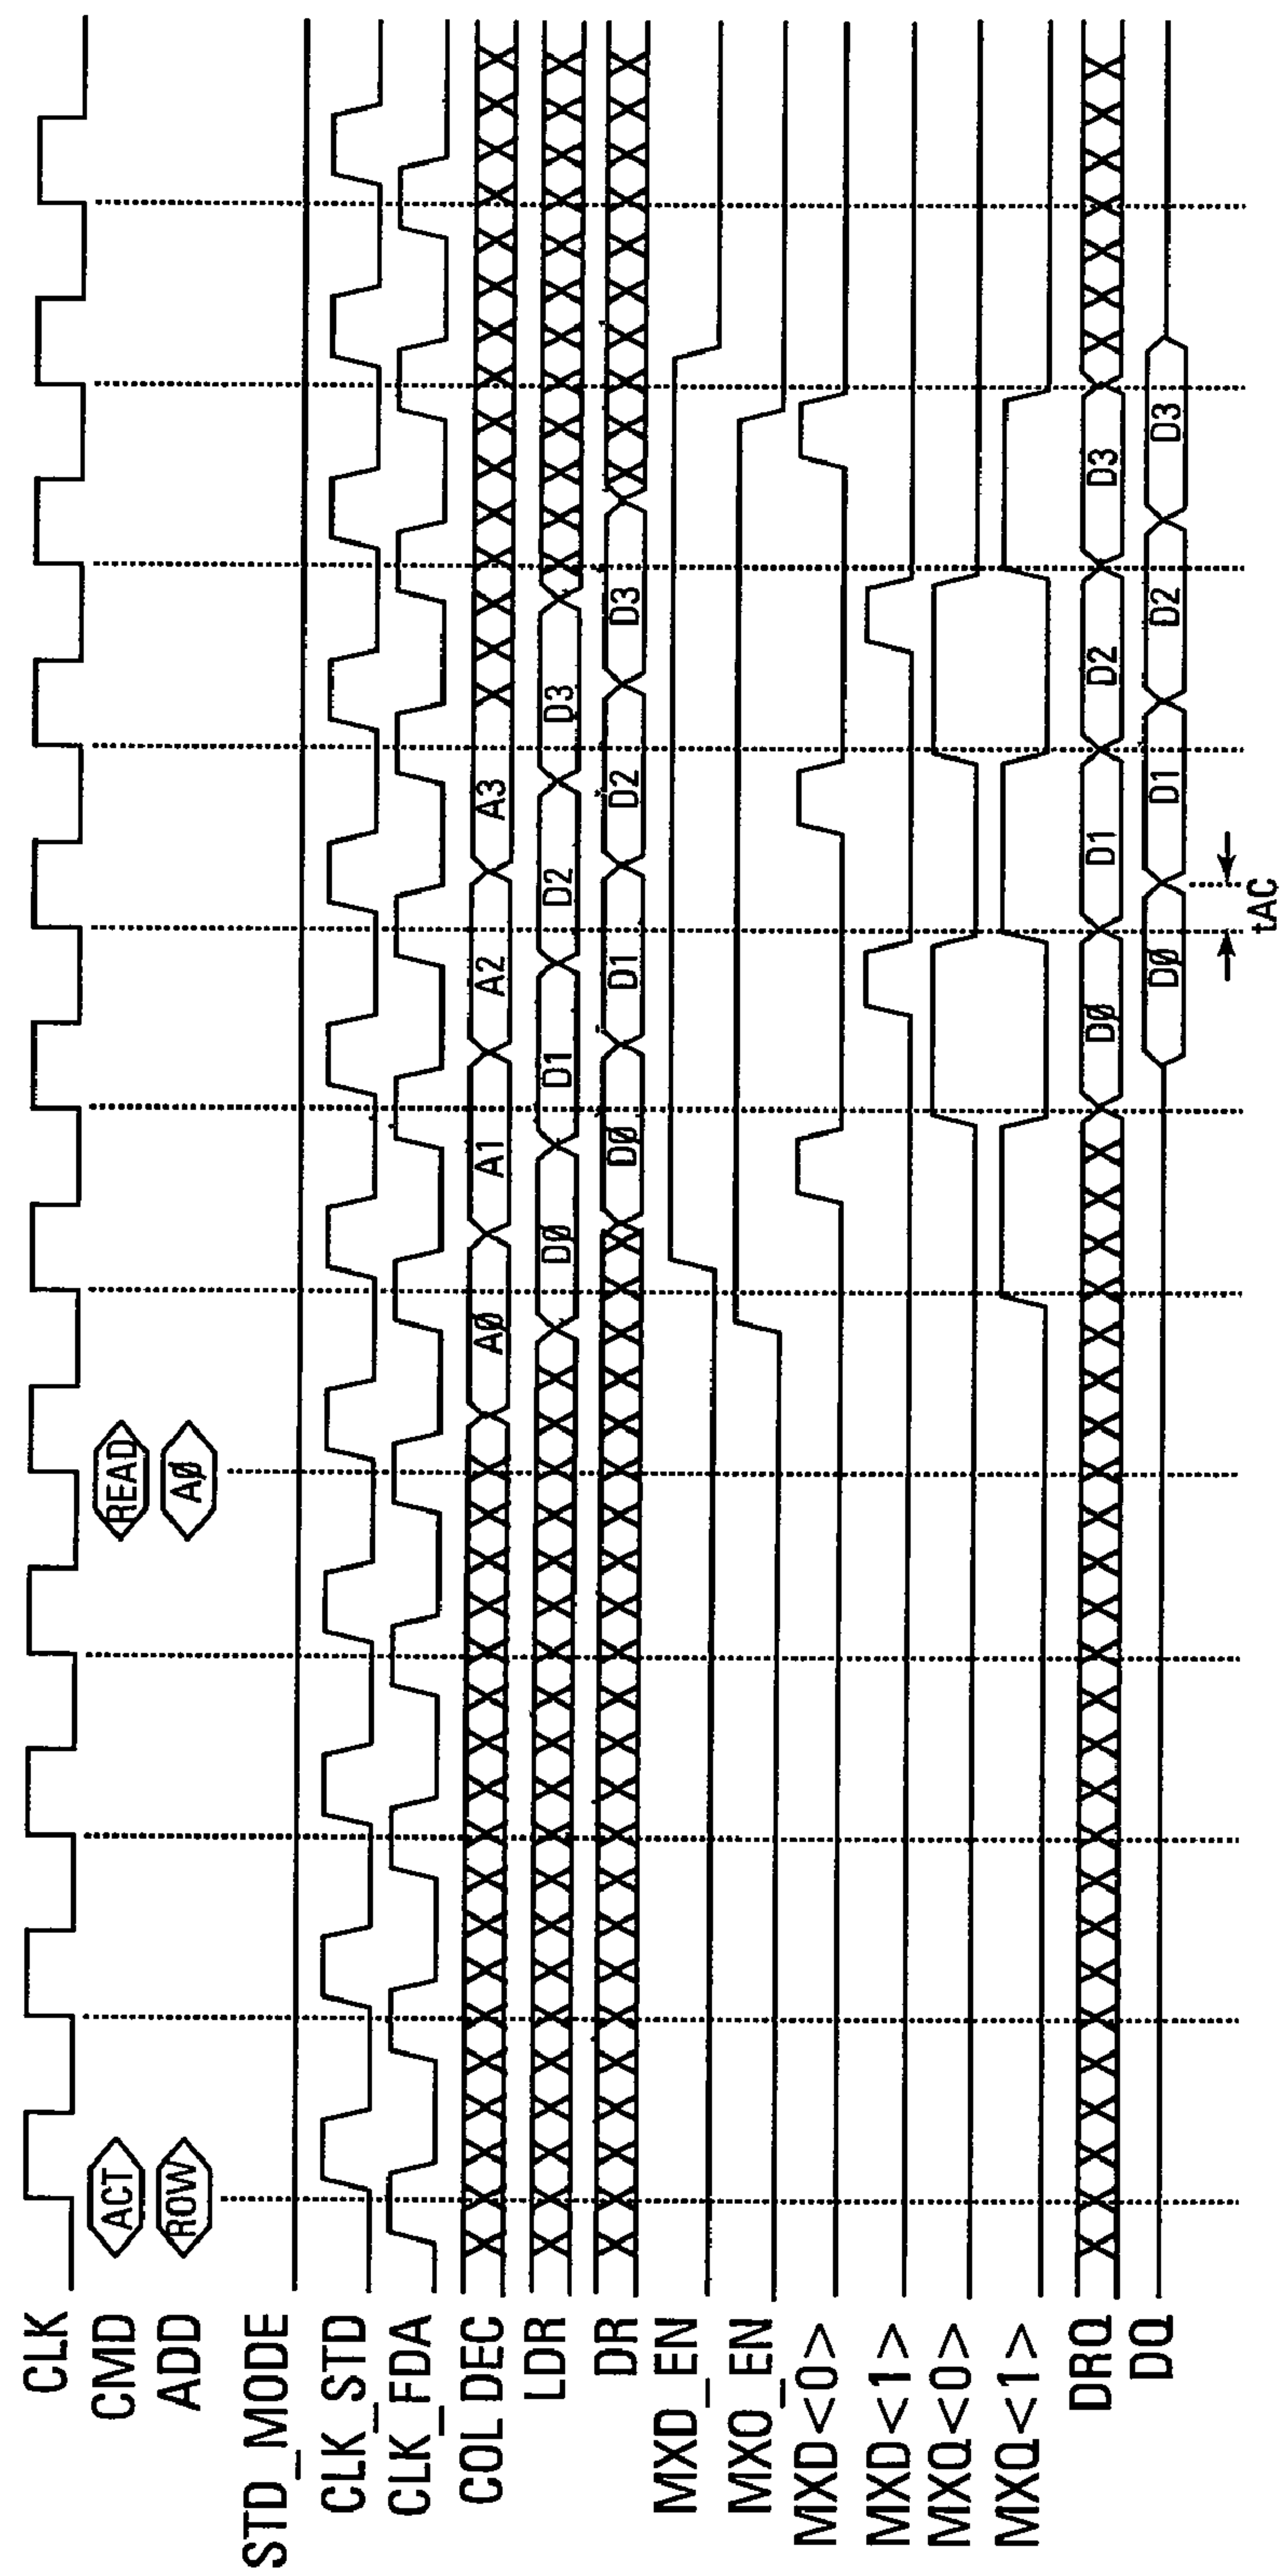 CLK
CMD ACT READ
ADD ROW AØ
STD_MODE
CLK_STD
CLK_FDA
COL DEC AØ A1 A2 A3
LDR DØ D1 D2 D3
DR DØ D1 D2 D3
MXD_EN
MXO_EN
MXD<0>
MXD<1>
MXQ<0>
MXQ<1>
DRQ DØ D1 D2 D3
DQ DØ D1 D2 D3
tAC